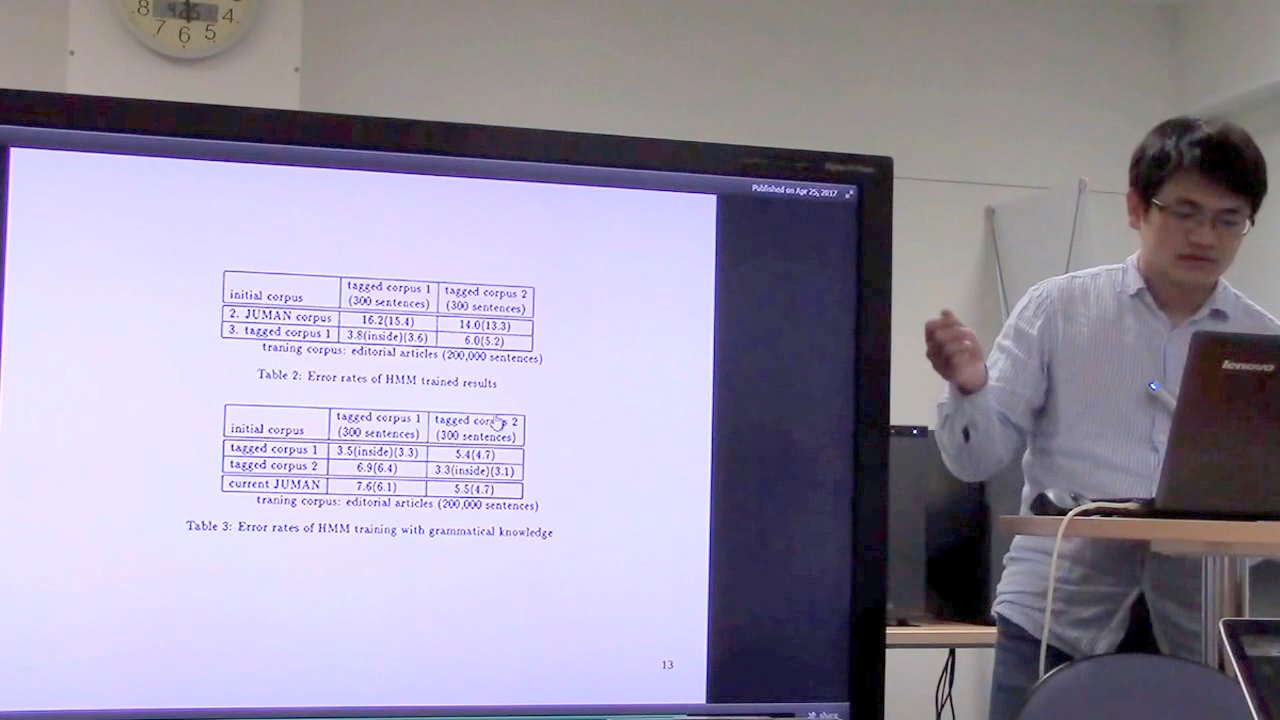 8 4
7 6 5
Published on Apr 25, 2017
initial corpus | tagged corpus 1 (300 sentences) | tagged corpus 2 (300 sentences)
2. JUMAN corpus | 16.2(15.4) | 14.0(13.3)
3. tagged corpus 1 | 3.8(inside)(3.6) | 6.0(5.2)
traning corpus: editorial articles (200,000 sentences)
Table 2: Error rates of HMM trained results
initial corpus | tagged corpus 1 (300 sentences) | tagged corpus 2 (300 sentences)
tagged corpus 1 | 3.5(inside)(3.3) | 5.4(4.7)
tagged corpus 2 | 6.9(6.4) | 3.3(inside)(3.1)
current JUMAN | 7.6(6.1) | 5.5(4.7)
traning corpus: editorial articles (200,000 sentences)
Table 3: Error rates of HMM training with grammatical knowledge
13
lenovo